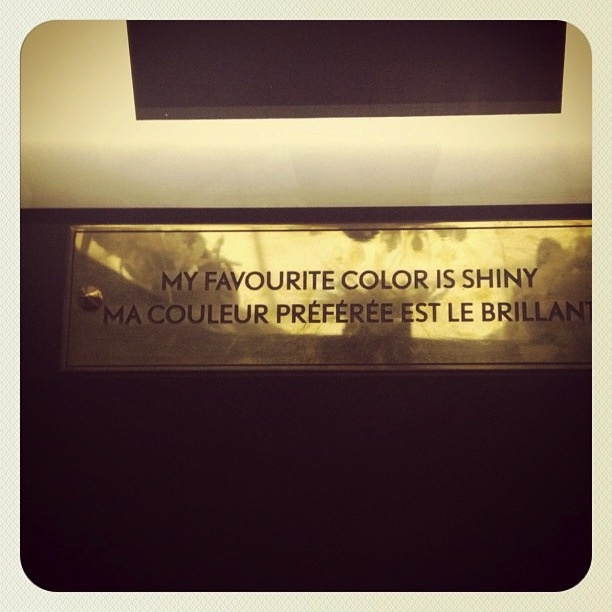 MY FAVOURITE COLOR IS SHINY
MA COULEUR PRÉFÉRÉE EST LE BRILLANT